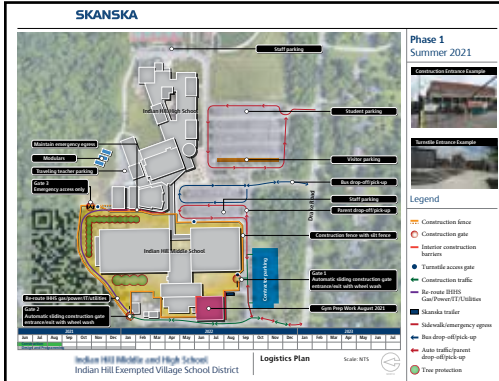 SKANSKA
Phase 1
Summer 2021
Construction Entrance Example
Turnstile Entrance Example
Legend
Construction fence
Construction gate
Interior construction
barriers
Turnstile access gate
Construction traffic
Re-route IHHS
Gas/Power/IT/Utilities
Skanska trailer
Sidewalk/emergency egress
Bus drop-off/pick-up
Auto traffic/parent
drop-off/pick-up
Tree protection
Staff parking
Indian Hill High School
Student parking
Maintain emergency egress
Modulars
Traveling teacher parking
Visitor parking
Gate 3
Emergency access only
Bus drop-off/pick-up
Staff parking
Drake Road
Parent drop-off/pick-up
Construction fence with silt fence
Indian Hill Middle School
Contractor parking
Gate 1
Automatic sliding construction gate
entrance/exit with wheel wash
Re-route IHHS gas/power/IT/utilities
Gate 2
Automatic sliding construction gate
entrance/exit with wheel wash
Gym Prep Work August 2021
2021 2022 2023
Jun Jul Aug Sep Oct Nov Dec Jan Feb Mar Apr May Jun Jul Aug Sep Oct Nov Dec Jan Feb Mar Apr May Jun Jul Aug
Indian Hill Middle and High School
Indian Hill Exempted Village School District
Logistics Plan
Scale: NTS